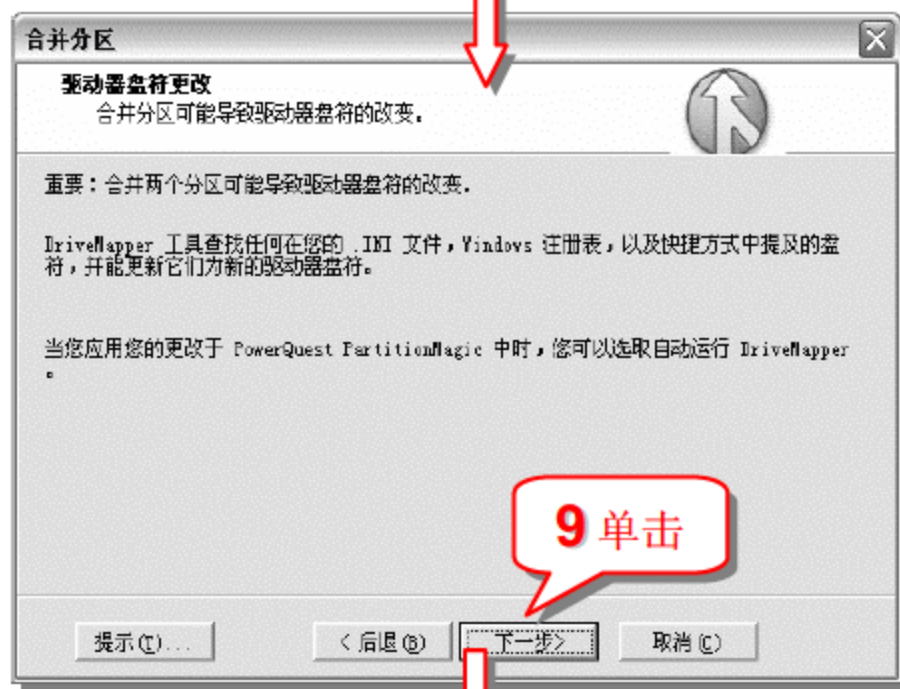 合并分区
驱动器盘符更改
合并分区可能导致驱动器盘符的改变.
重要：合并两个分区可能导致驱动器盘符的改变.
DriveMapper 工具查找任何在您的 .INI 文件，Windows 注册表，以及快捷方式中提及的盘
符，并能更新它们为新的驱动器盘符。
当您应用您的更改于 PowerQuest PartitionMagic 中时，您可以选取自动运行 DriveMapper
。
9 单击
提示(T)...
< 后退(B)
下一步>
取消(C)